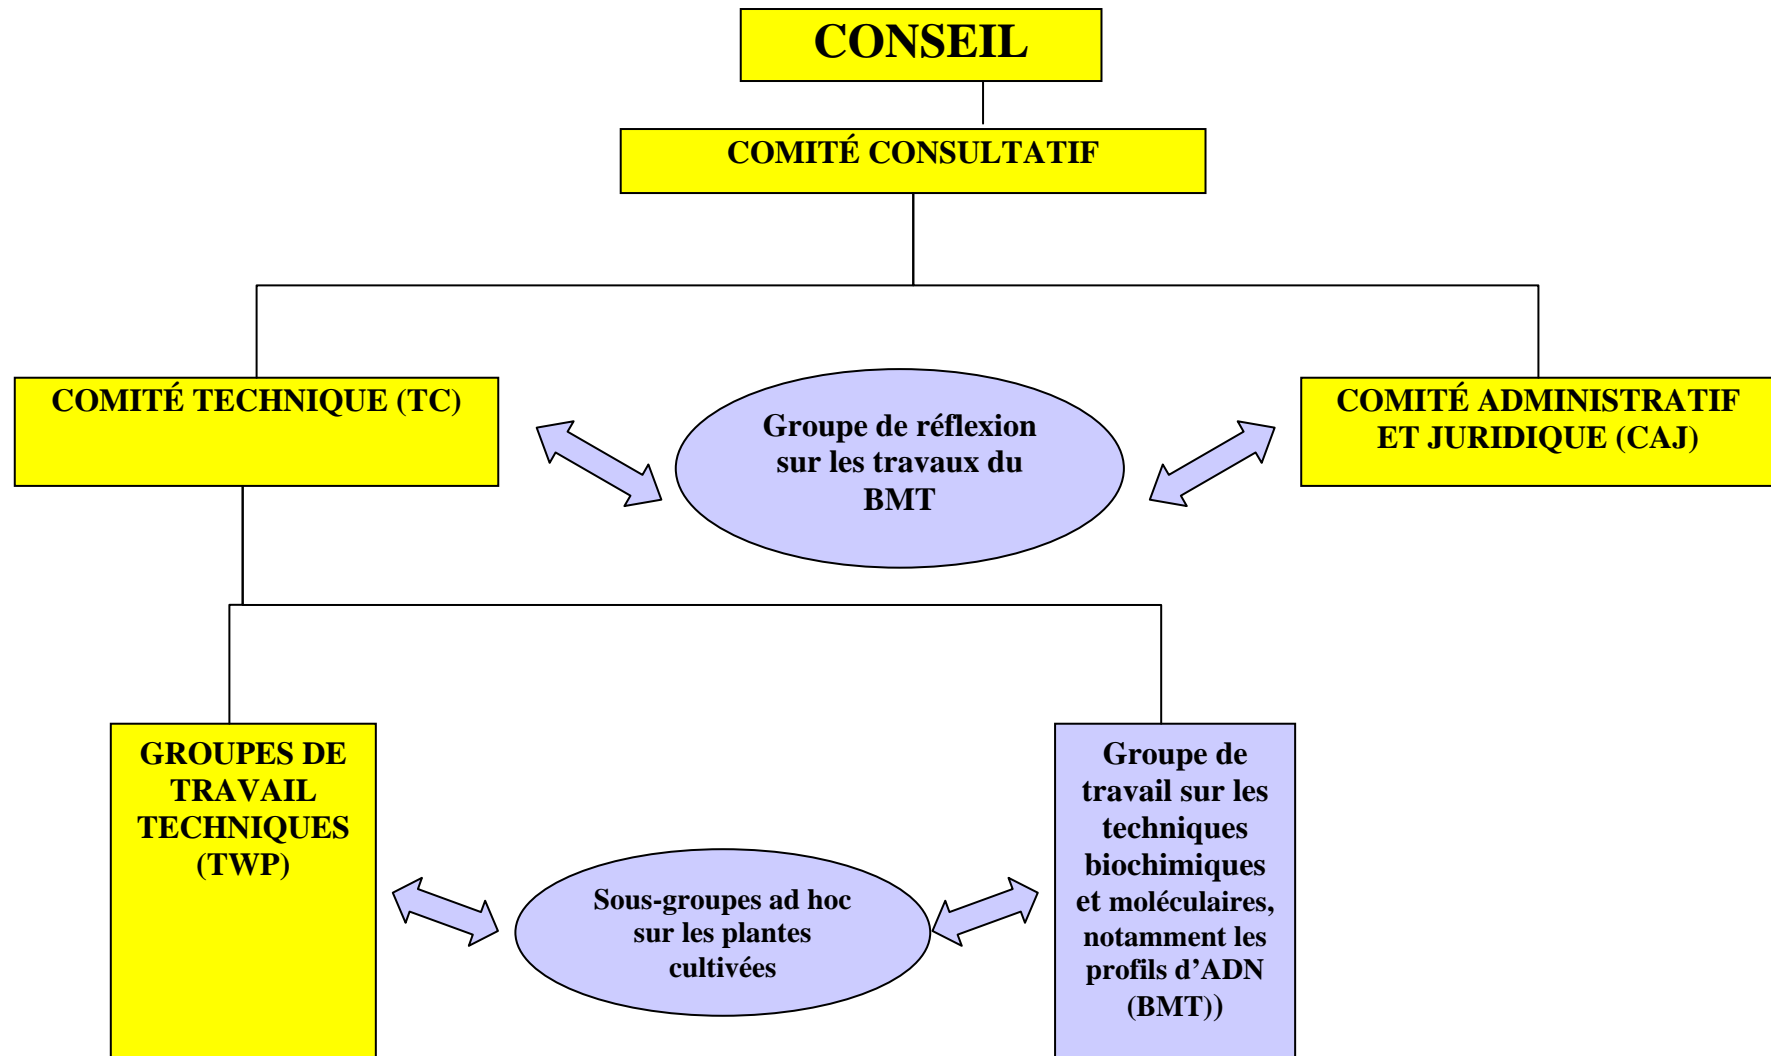 CONSEIL
COMITÉ CONSULTATIF
COMITÉ TECHNIQUE (TC)
Groupe de réflexion
sur les travaux du
BMT
COMITÉ ADMINISTRATIF
ET JURIDIQUE (CAJ)
GROUPES DE
TRAVAIL
TECHNIQUES
(TWP)
Sous-groupes ad hoc
sur les plantes
cultivées
Groupe de
travail sur les
techniques
biochimiques
et moléculaires,
notamment les
profils d’ADN
(BMT))